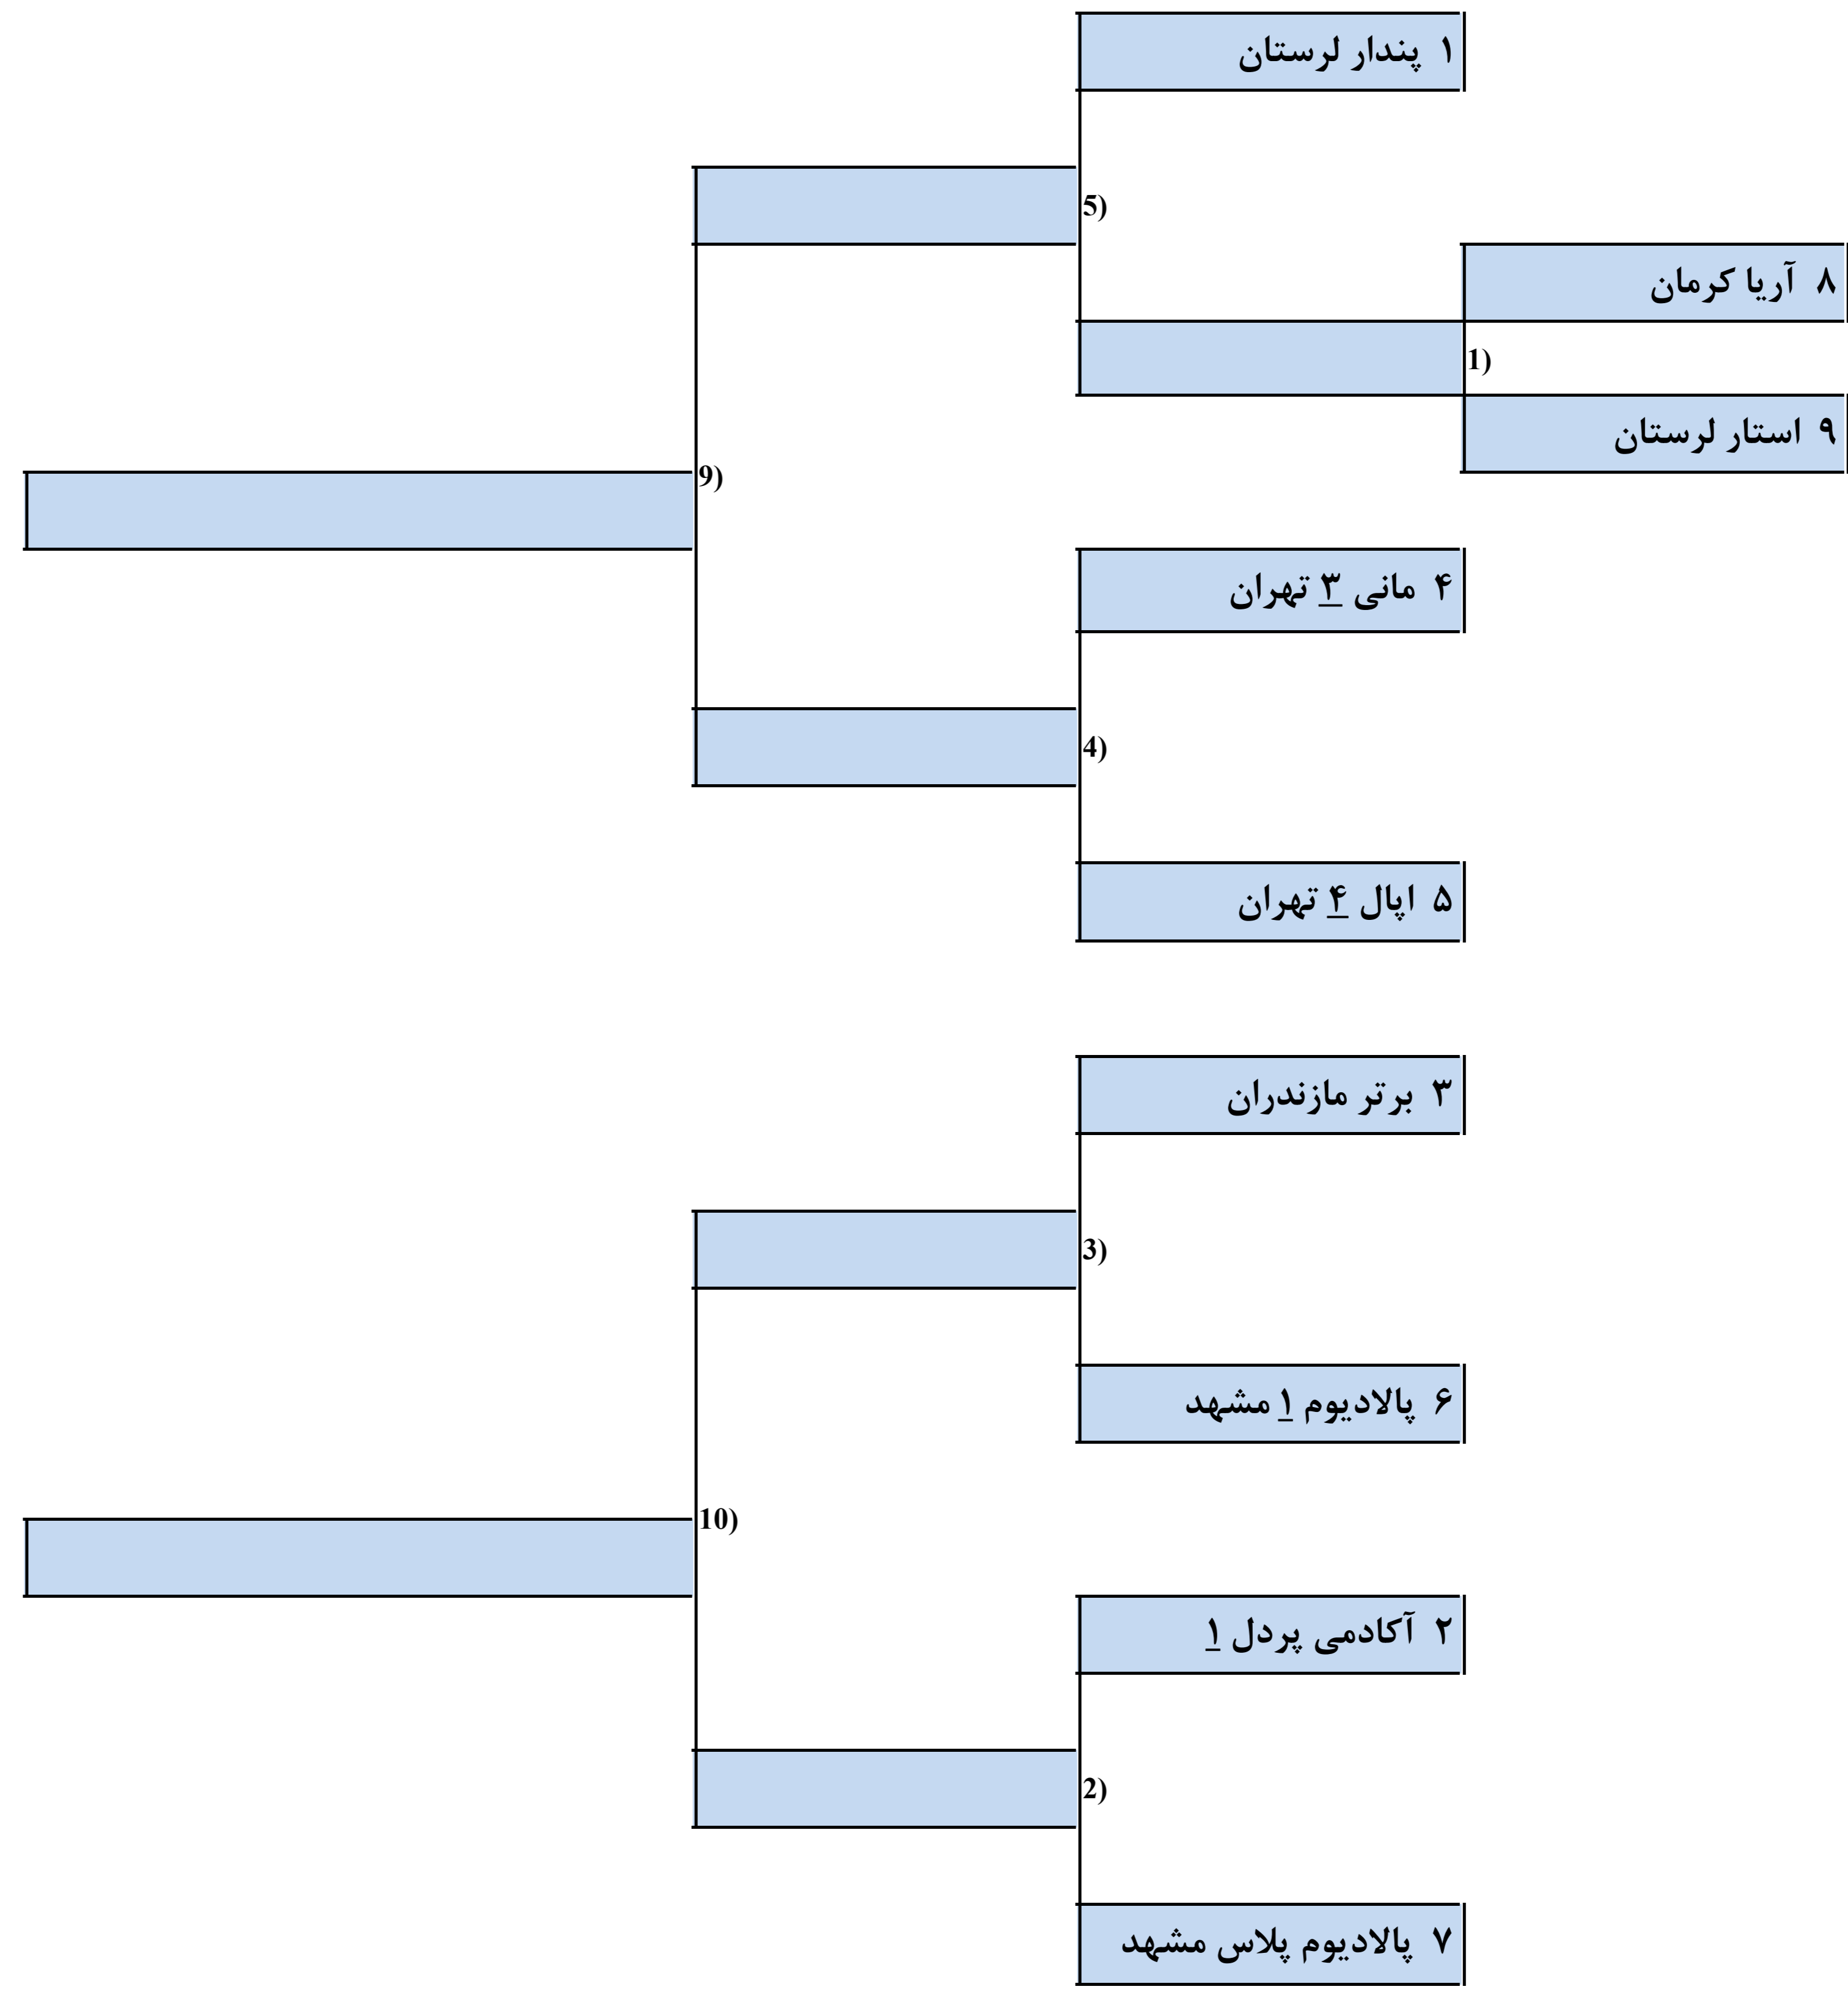 ۱ پندار لرستان
5)
۸ آریا کرمان
1)
۹ استار لرستان
9)
۴ مانی ۳ تهران
4)
۵ اپال ۴ تهران
۳ برتر مازندران
3)
۶ پالادیوم ۱ مشهد
10)
۲ آکادمی پردل ۱
2)
۷ پالادیوم پلاس مشهد